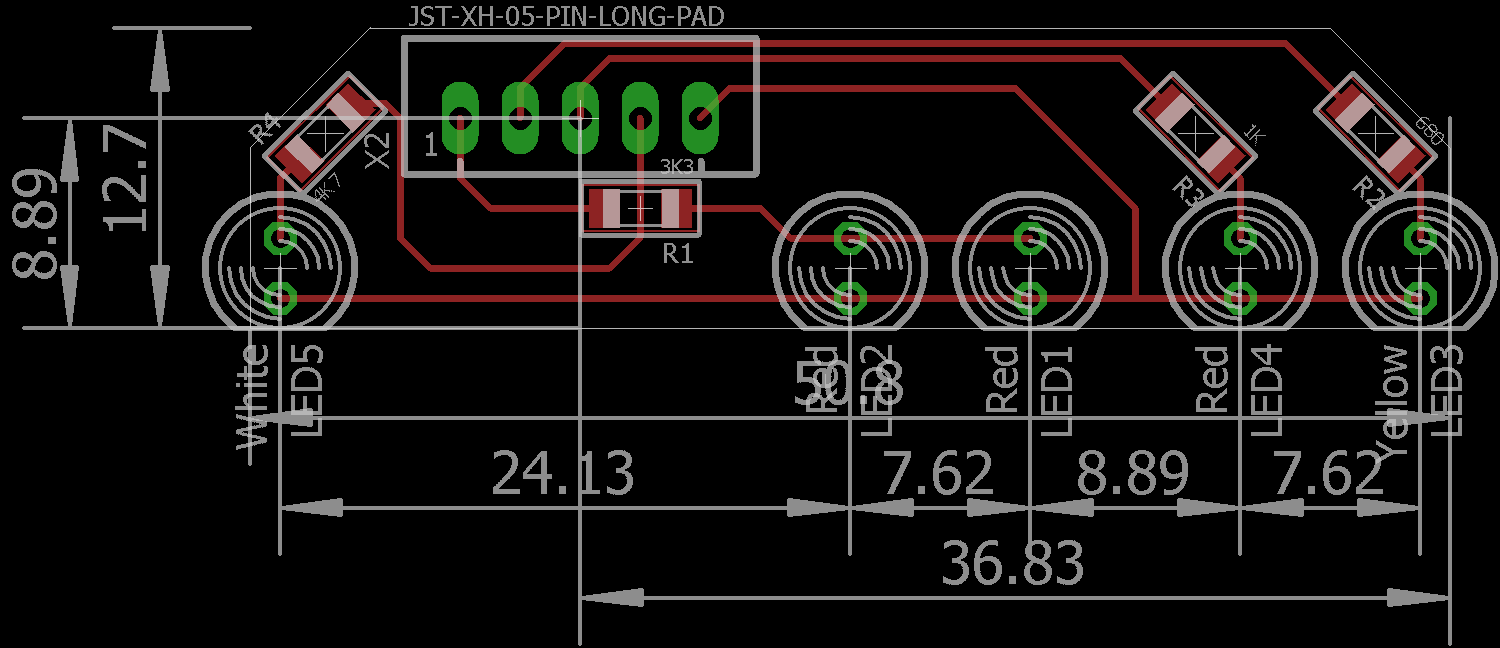 JST-XH-05-PIN-LONG-PAD
R4
X2
1
3K3
1K
680
4K7
R3
R2
R1
12.7
8.89
White
LED5
Red
LED2
Red
LED1
Red
LED4
Yellow
LED3
50.8
24.13
7.62
8.89
7.62
36.83